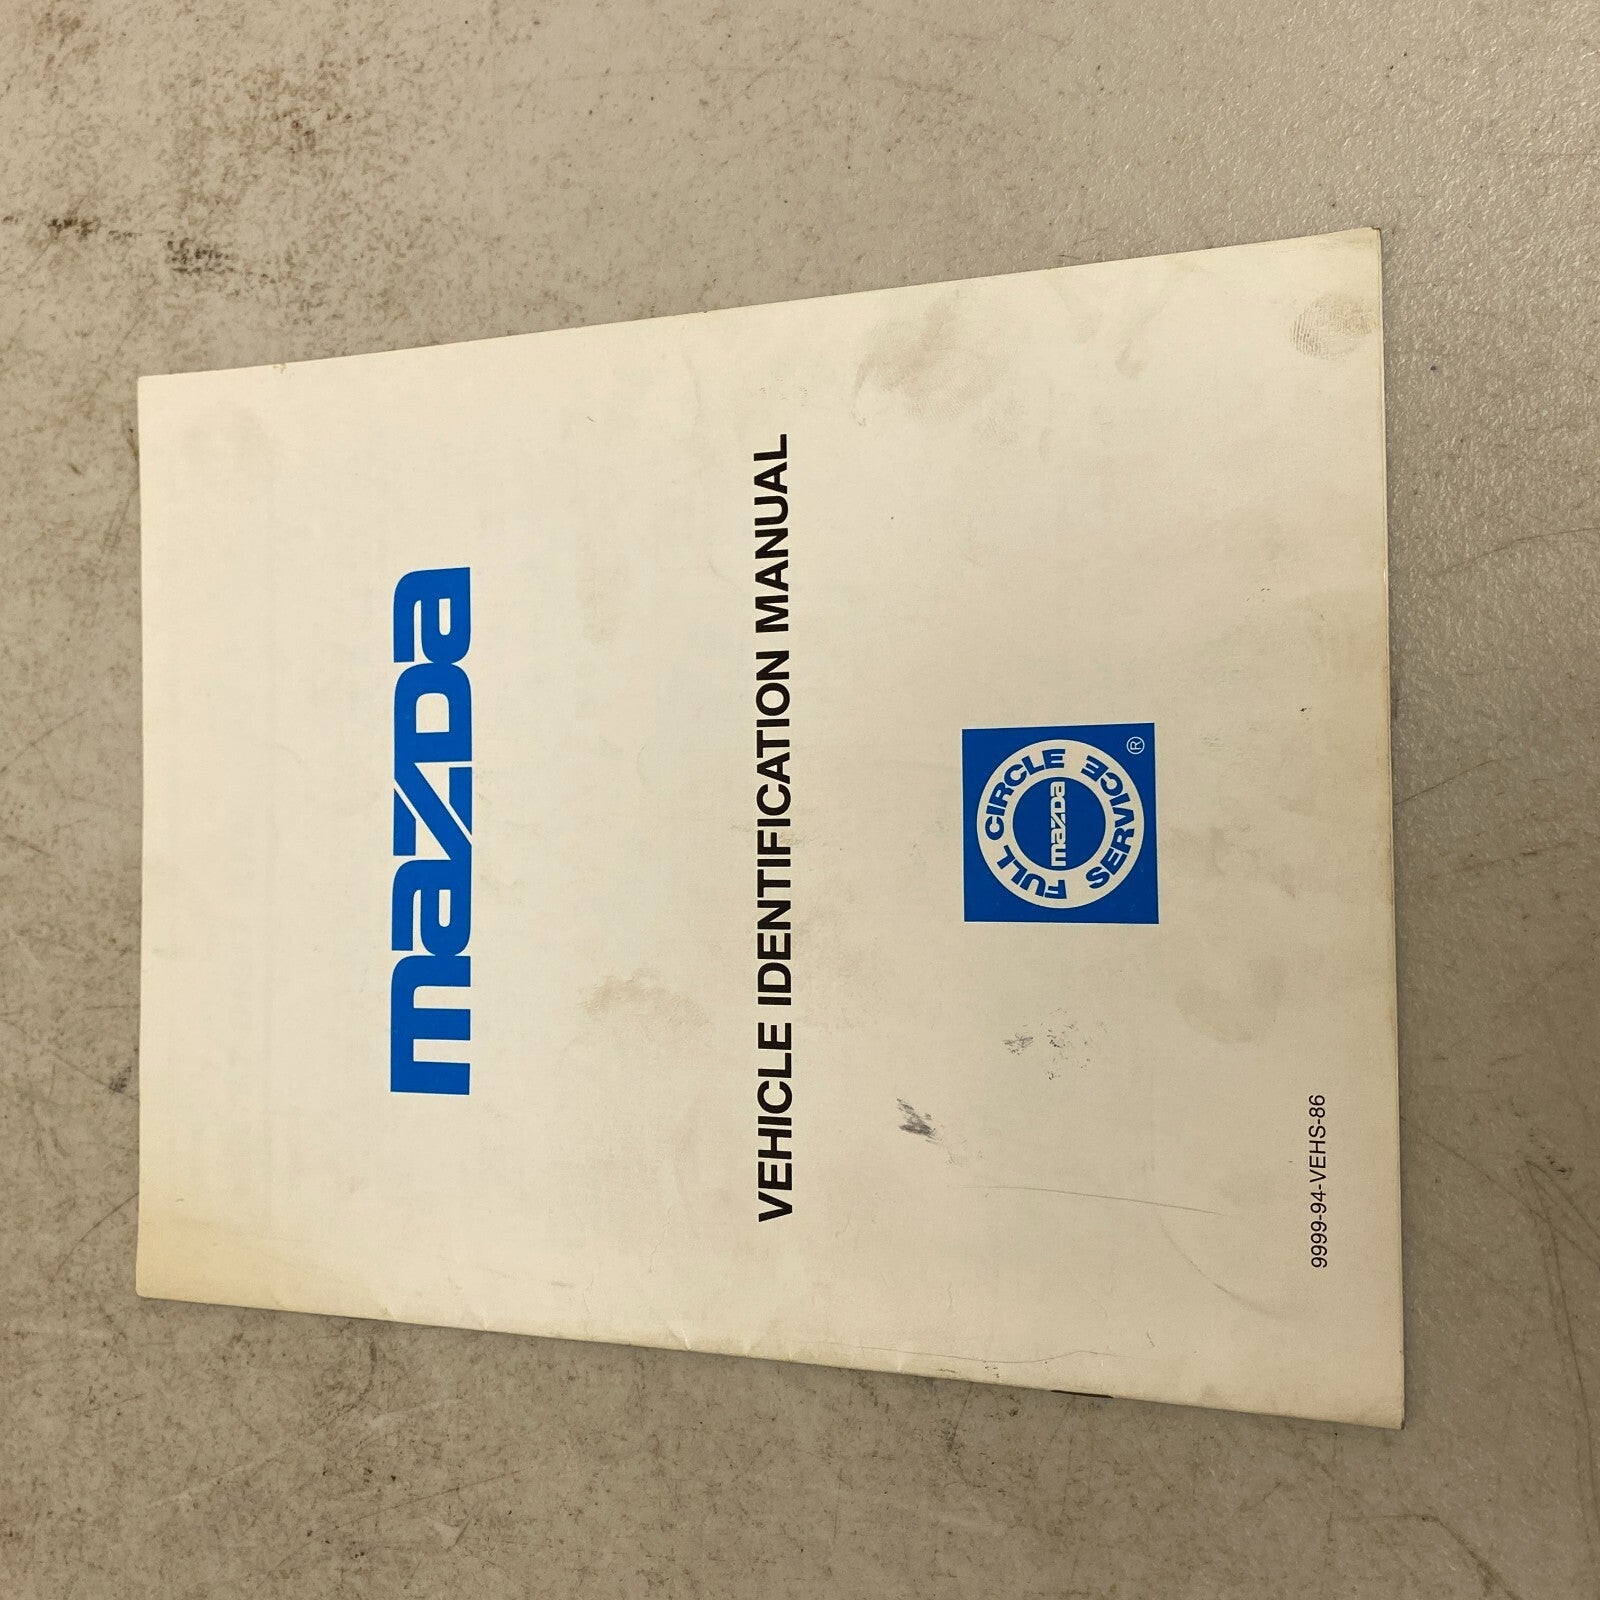 mazda
VEHICLE IDENTIFICATION MANUAL
FULL CIRCLE
mazda
SERVICE
®
9999-94-VEHS-86